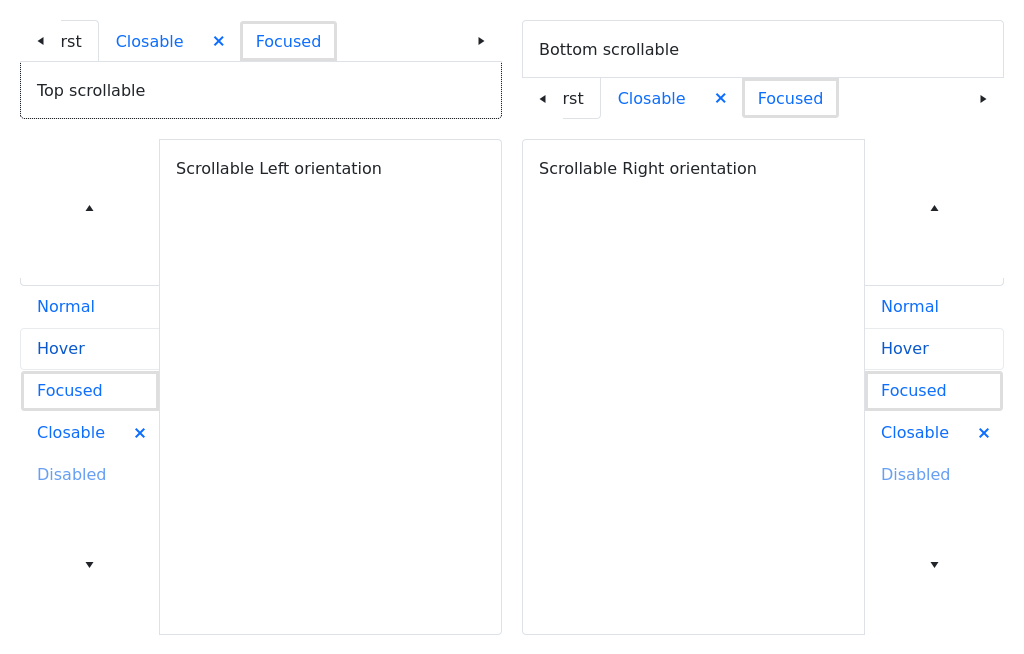 rst Closable × Focused
Top scrollable
Bottom scrollable
rst Closable × Focused
Scrollable Left orientation
Normal
Hover
Focused
Closable ×
Disabled
Scrollable Right orientation
Normal
Hover
Focused
Closable ×
Disabled